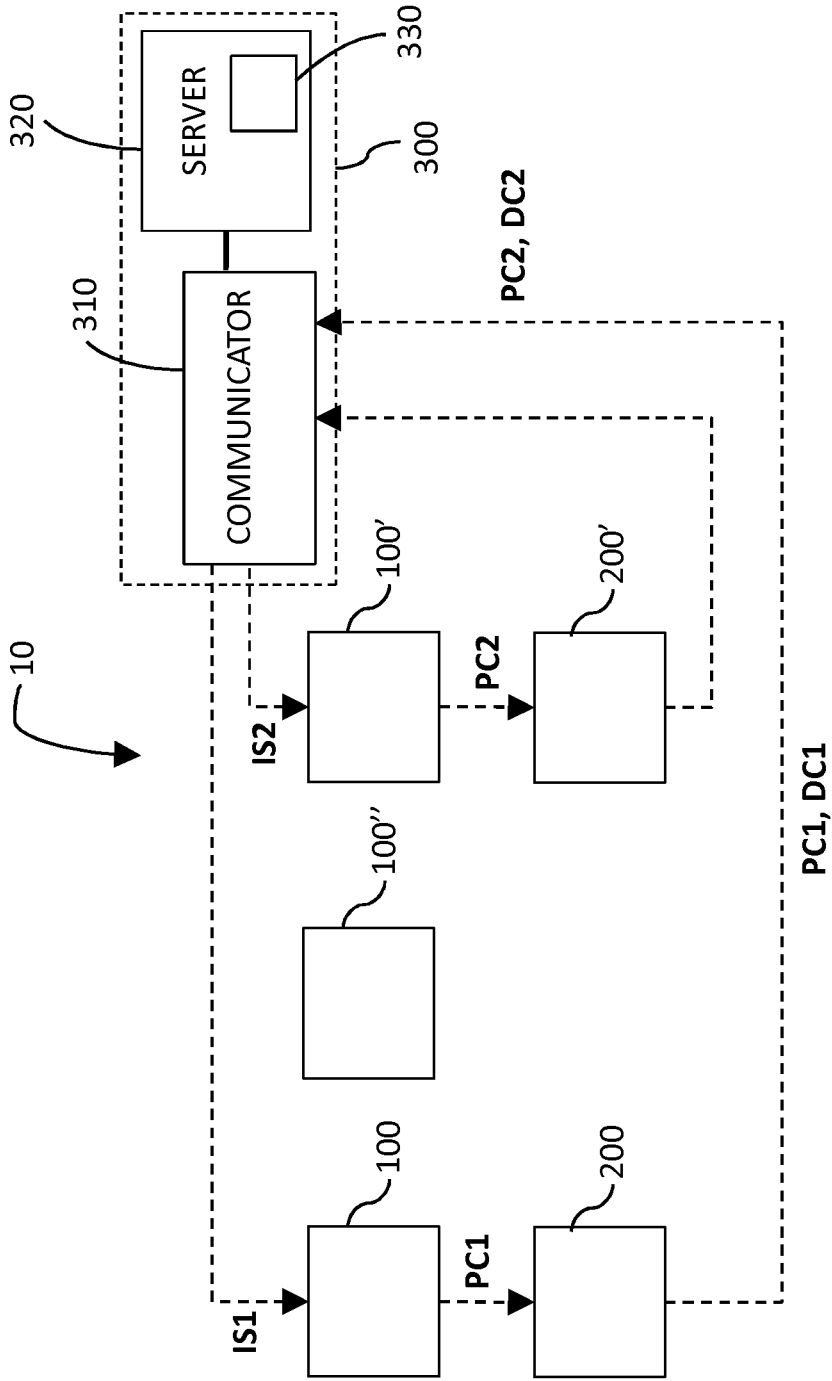 10
320
SERVER
330
310
COMMUNICATOR
300
IS1
IS2
100
100''
100'
PC1
PC2
200
200'
PC2, DC2
PC1, DC1